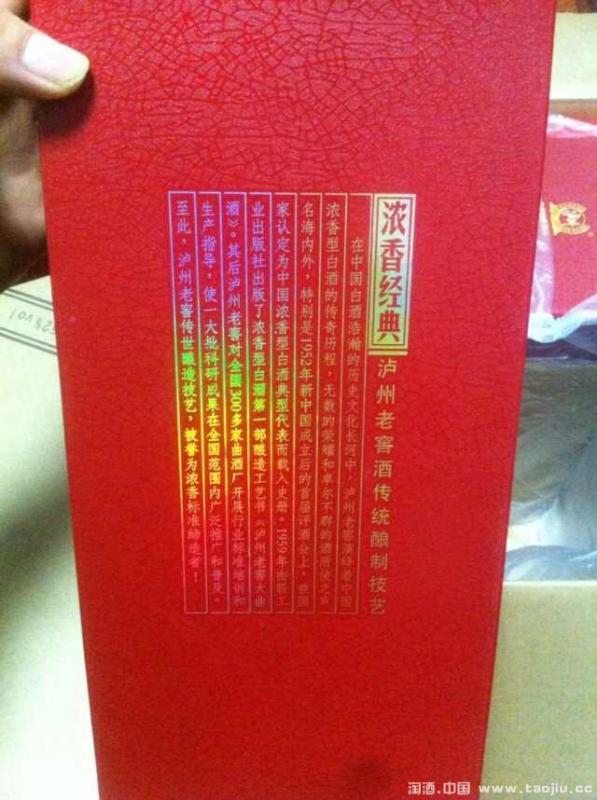 浓香经典
泸州老窖酒传统酿制技艺
在中国白酒浩瀚的历史文化长河中，泸州老窖演绎着中国
浓香型白酒的传奇历程，无数的荣耀和卓尔不群的酒质使之
名海内外，特别是1952年新中国成立后的首届评酒会上，被国
家认定为中国浓香型白酒典型代表而载入史册。1959年由轻工
业出版社出版了浓香型白酒第一部酿造工艺书《泸州老窖大曲
酒》。其后泸州老窖对全国300多家曲酒厂开展行业标准培训和
生产指导，使一大批科研成果在全国范围内广泛推广和普及。
至此，泸州老窖传世酿造技艺，被誉为浓香标准缔造者！
52%vol
淘酒.中国 www.taojiu.cc